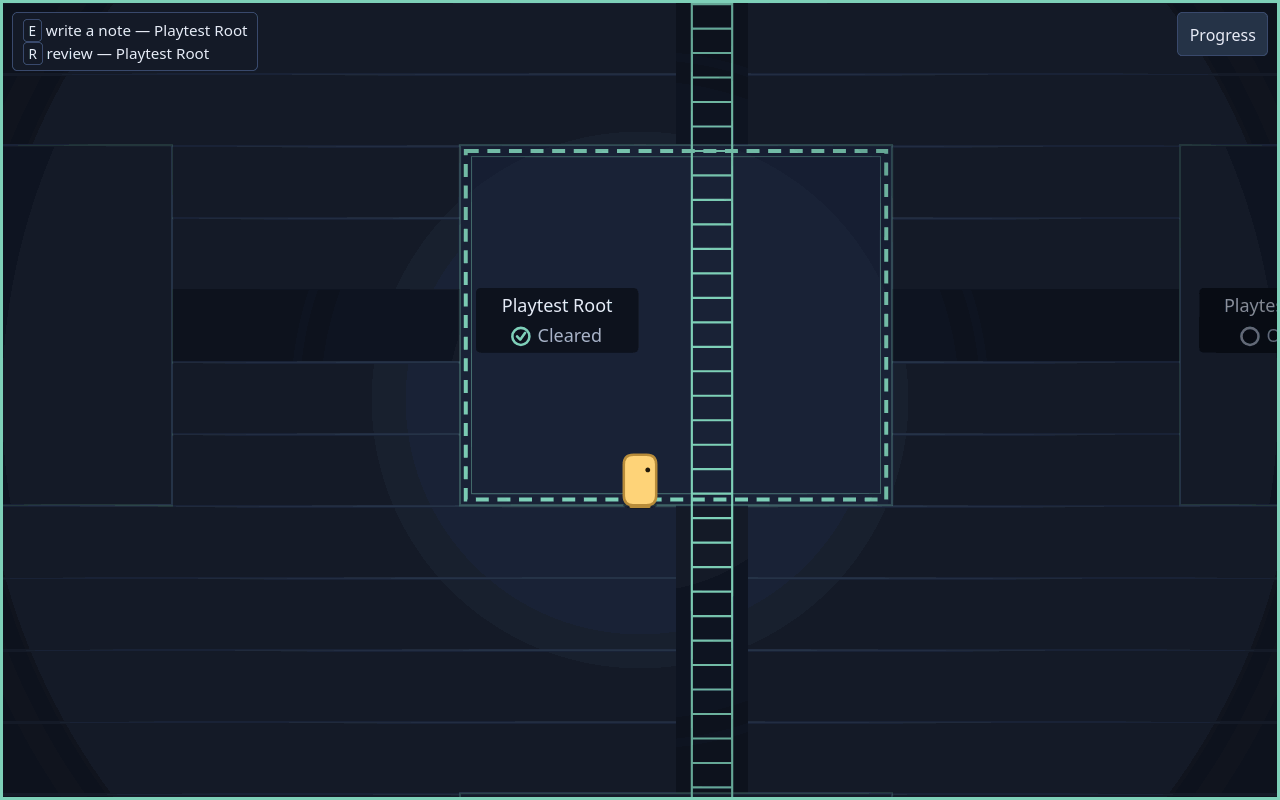 E write a note — Playtest Root
R review — Playtest Root
Progress
Playtest Root
Cleared